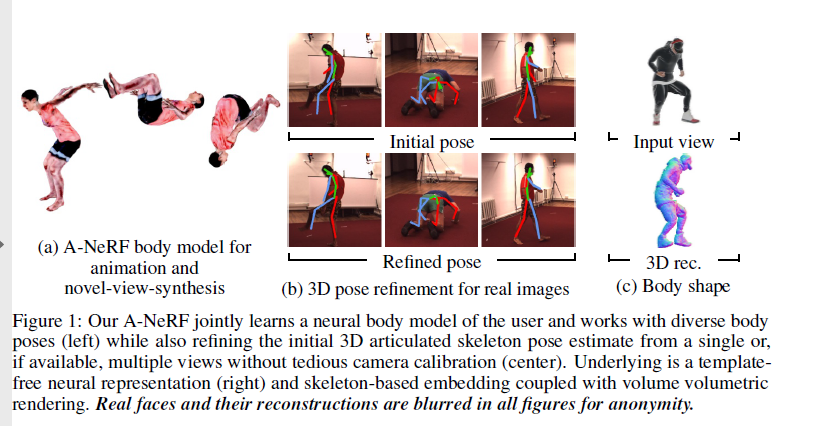 Initial pose
Input view
Refined pose
3D rec.
(a) A-NeRF body model for
animation and
novel-view-synthesis
(b) 3D pose refinement for real images
(c) Body shape
Figure 1: Our A-NeRF jointly learns a neural body model of the user and works with diverse body
poses (left) while also refining the initial 3D articulated skeleton pose estimate from a single or,
if available, multiple views without tedious camera calibration (center). Underlying is a template-
free neural representation (right) and skeleton-based embedding coupled with volume volumetric
rendering. Real faces and their reconstructions are blurred in all figures for anonymity.